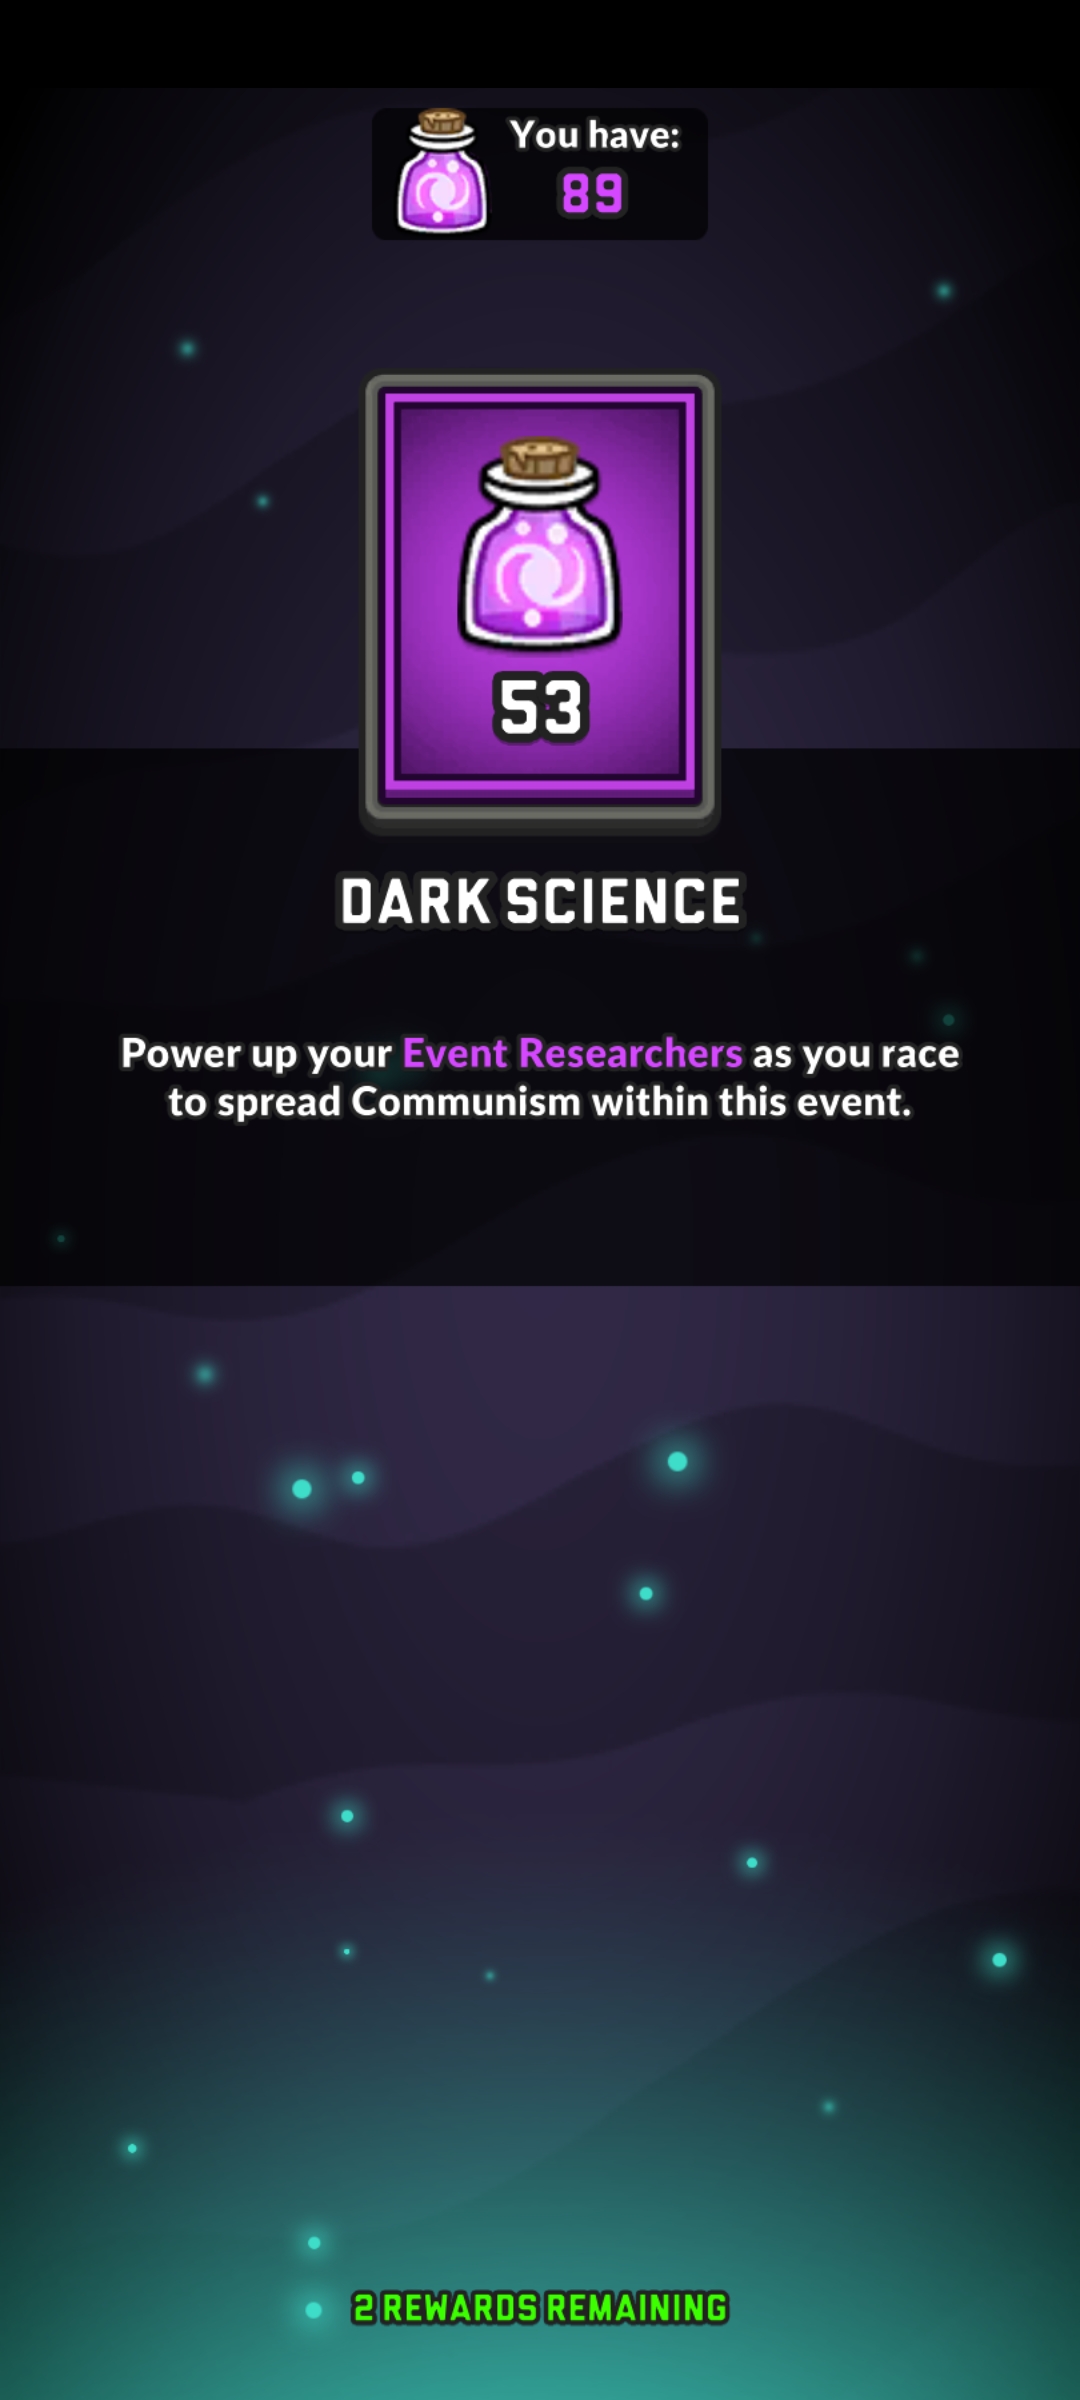 You have:
89
53
DARK SCIENCE
Power up your Event Researchers as you race
to spread Communism within this event.
2 REWARDS REMAINING